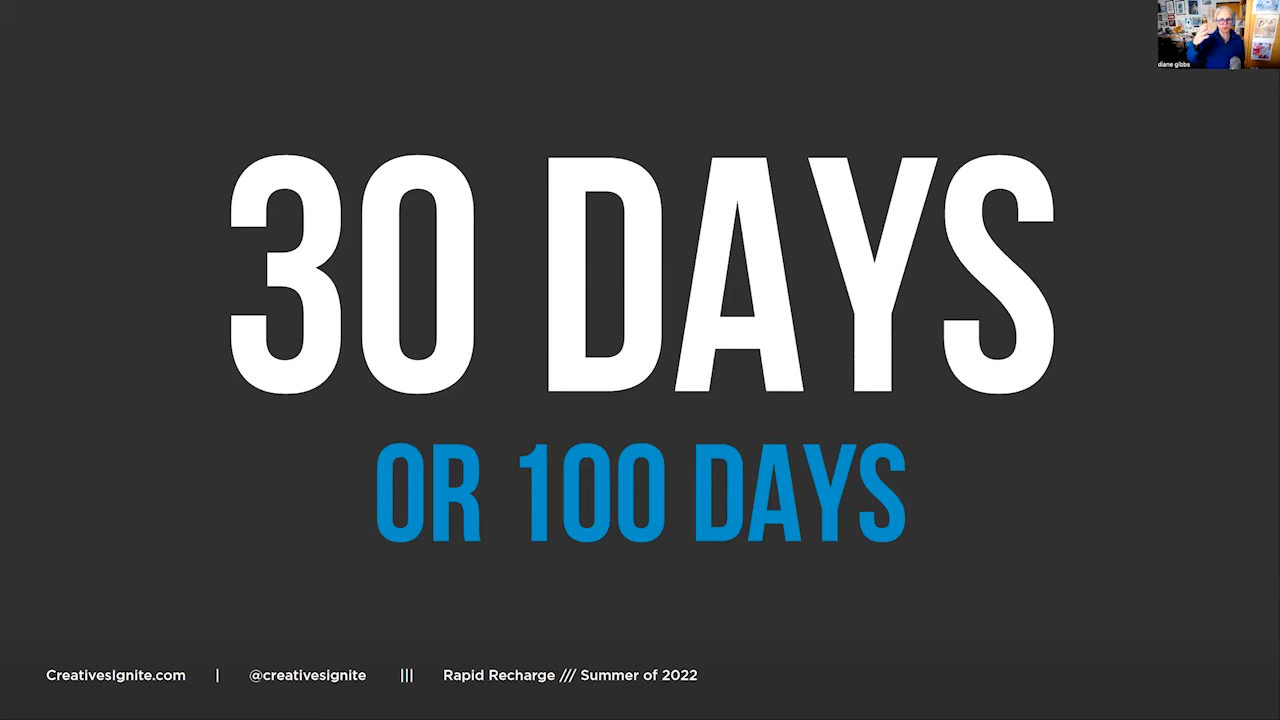 diane gibbs
30 DAYS
OR 100 DAYS
CreativesIgnite.com | @creativesignite ||| Rapid Recharge /// Summer of 2022